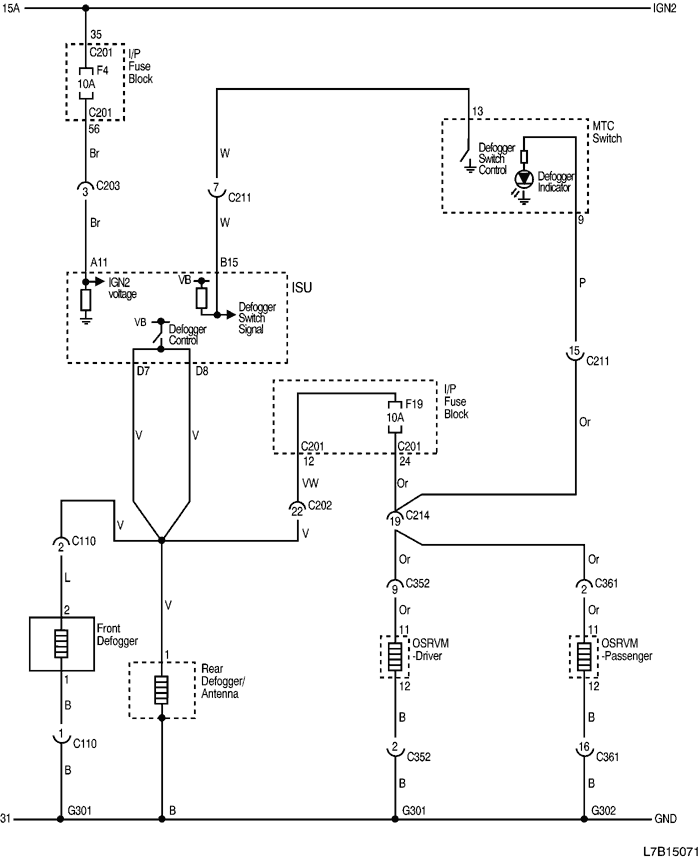 15A
IGN2
35
C201
I/P
Fuse
Block
F4
10A
C201
56
Br
3
C203
Br
A11
IGN2
voltage
W
7
C211
W
B15
VB
Defogger
Switch
Signal
ISU
VB
Defogger
Control
D7
D8
13
MTC
Switch
Defogger
Switch
Control
Defogger
Indicator
9
P
15
C211
Or
I/P
Fuse
Block
F19
10A
C201
12
C201
24
VW
22
C202
V
Or
19
C214
V
V
V
2
C110
L
2
Front
Defogger
1
B
1
C110
B
V
1
Rear
Defogger/
Antenna
Or
9
C352
Or
11
OSRVM
-Driver
12
B
2
C352
B
Or
2
C361
Or
11
OSRVM
-Passenger
12
B
16
C361
B
31
G301
B
G301
G302
GND
L7B15071